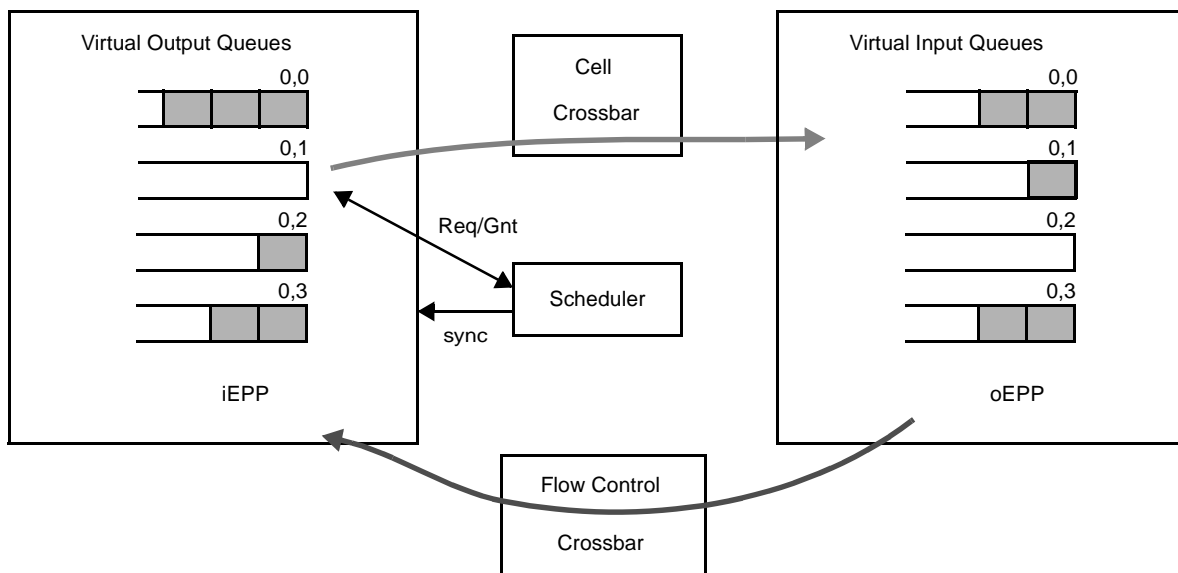 Virtual Output Queues
0,0
0,1
0,2
0,3
iEPP
Cell
Crossbar
Req/Gnt
Scheduler
sync
Virtual Input Queues
0,0
0,1
0,2
0,3
oEPP
Flow Control
Crossbar